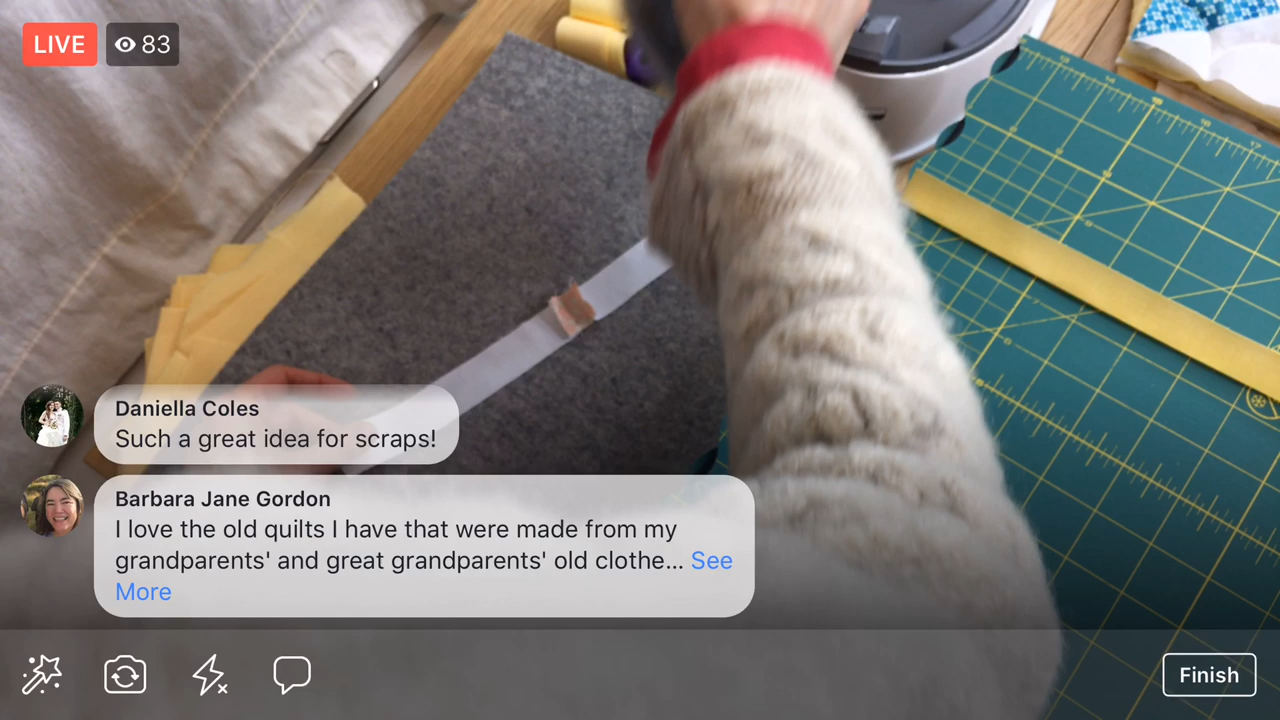 LIVE 83
Daniella Coles
Such a great idea for scraps!
Barbara Jane Gordon
I love the old quilts I have that were made from my
grandparents' and great grandparents' old clothe... See
More
Finish